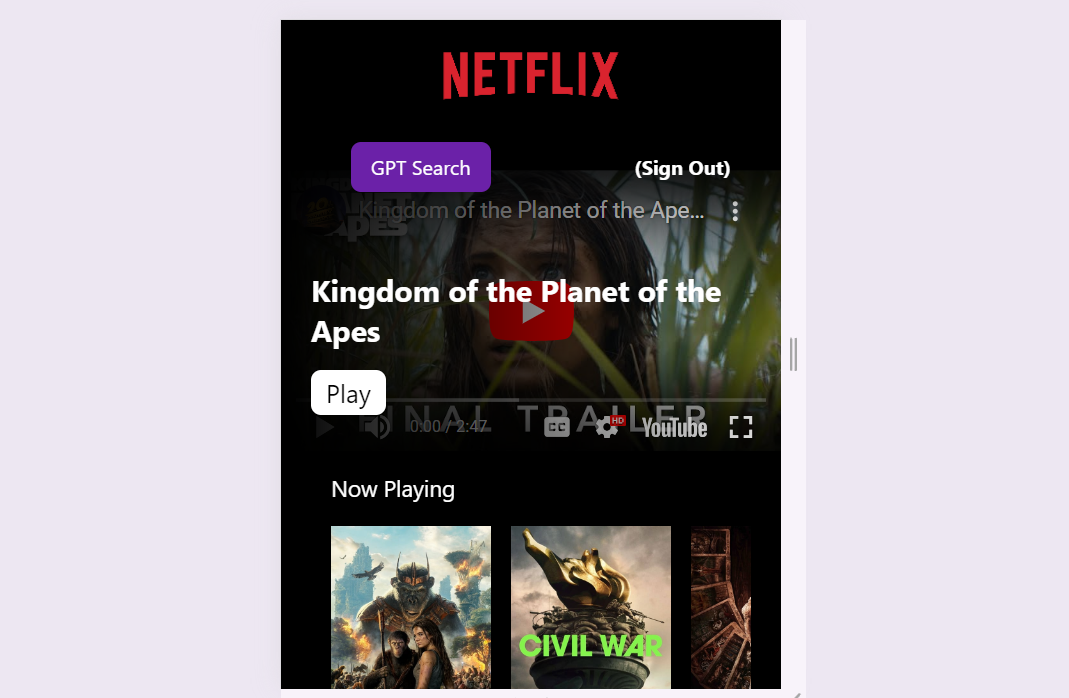 NETFLIX
GPT Search
(Sign Out)
Kingdom of the Planet of the Ape...
APES
Kingdom of the Planet of the
Apes
Play
FINAL TRAILER
0:00 / 2:47
CC
HD
YouTube
Now Playing
CIVIL WAR